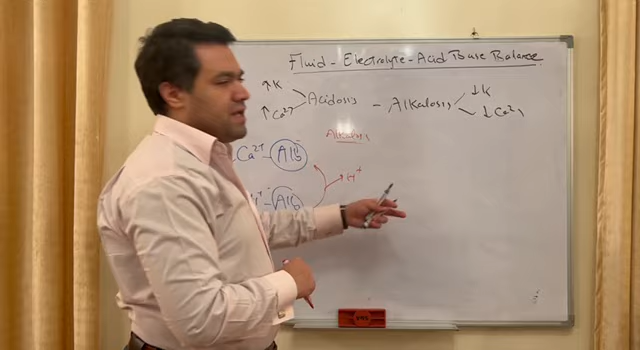 Fluid - Electrolyte - Acid Base Balance
↑K
↑Ca²⁺
Acidosis - Alkalosis
↓K
↓Ca²⁺
Alkalosis
Ca²⁺ - Alb⁻
H⁺
H⁺ - Alb⁻